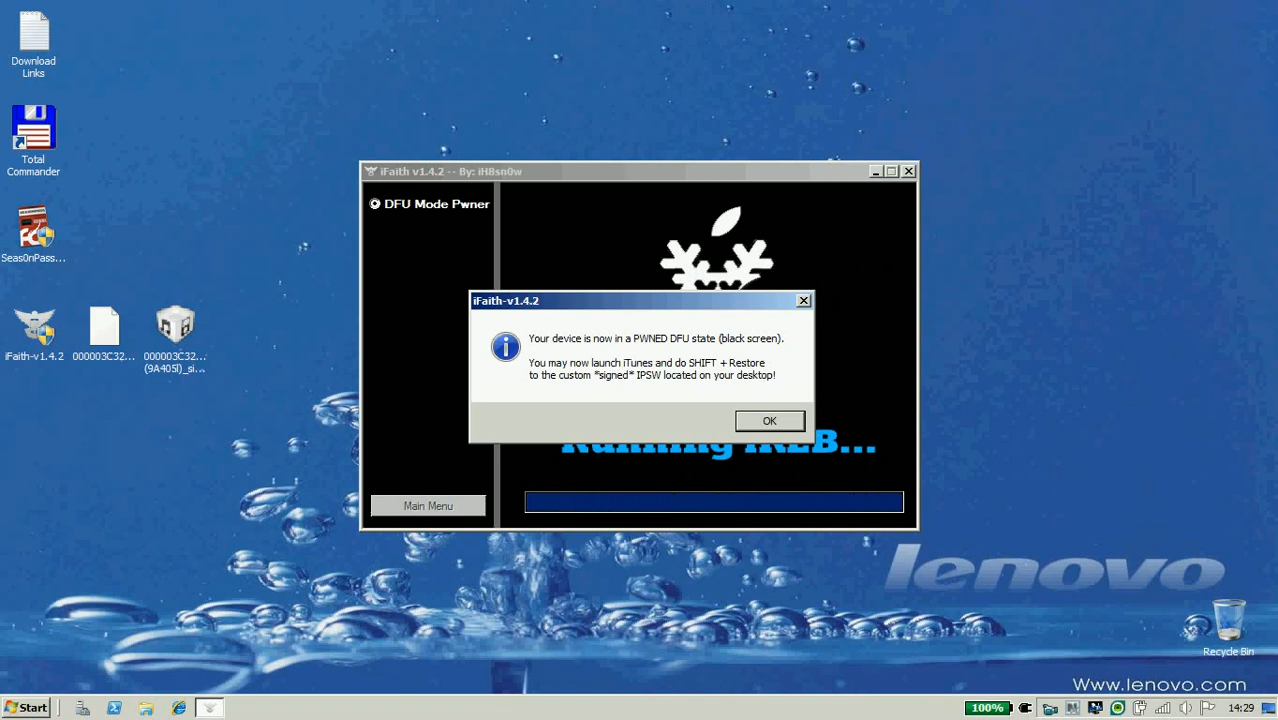 Download
Links
Total
Commander
Seas0nPass...
iFaith-v1.4.2
000003C32...
000003C32...
(9A405l)_si...
iFaith v1.4.2 -- By: iH8sn0w
DFU Mode Pwner
iFaith-v1.4.2
Your device is now in a PWNED DFU state (black screen).
You may now launch iTunes and do SHIFT + Restore
to the custom *signed* IPSW located on your desktop!
OK
Running iREB...
Main Menu
lenovo
Recycle Bin
Www.lenovo.com
Start
100%
14:29